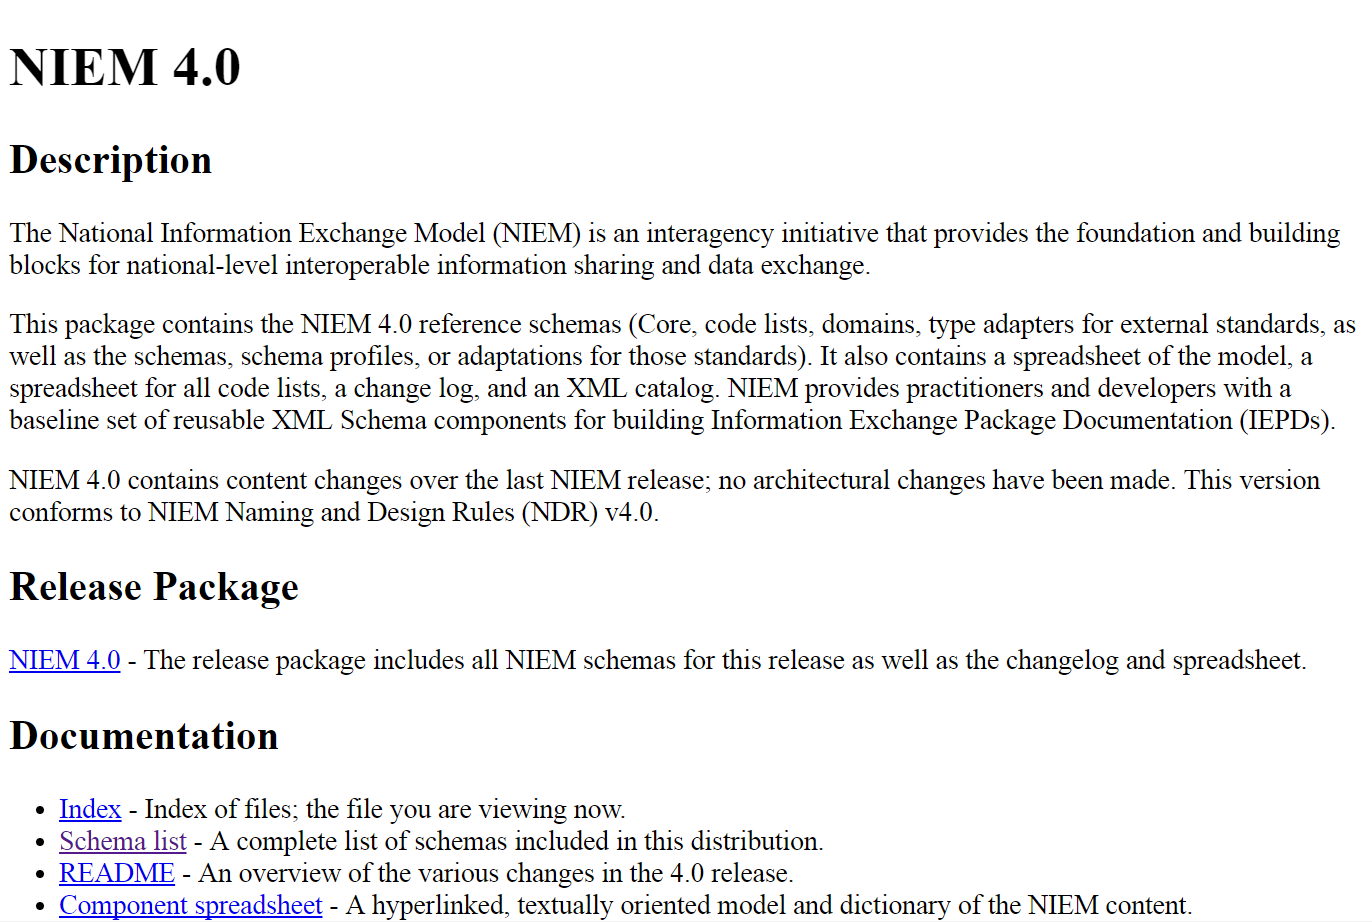 NIEM 4.0
Description
The National Information Exchange Model (NIEM) is an interagency initiative that provides the foundation and building
blocks for national-level interoperable information sharing and data exchange.
This package contains the NIEM 4.0 reference schemas (Core, code lists, domains, type adapters for external standards, as
well as the schemas, schema profiles, or adaptations for those standards). It also contains a spreadsheet of the model, a
spreadsheet for all code lists, a change log, and an XML catalog. NIEM provides practitioners and developers with a
baseline set of reusable XML Schema components for building Information Exchange Package Documentation (IEPDs).
NIEM 4.0 contains content changes over the last NIEM release; no architectural changes have been made. This version
conforms to NIEM Naming and Design Rules (NDR) v4.0.
Release Package
NIEM 4.0 - The release package includes all NIEM schemas for this release as well as the changelog and spreadsheet.
Documentation
• Index - Index of files; the file you are viewing now.
• Schema list - A complete list of schemas included in this distribution.
• README - An overview of the various changes in the 4.0 release.
• Component spreadsheet - A hyperlinked, textually oriented model and dictionary of the NIEM content.